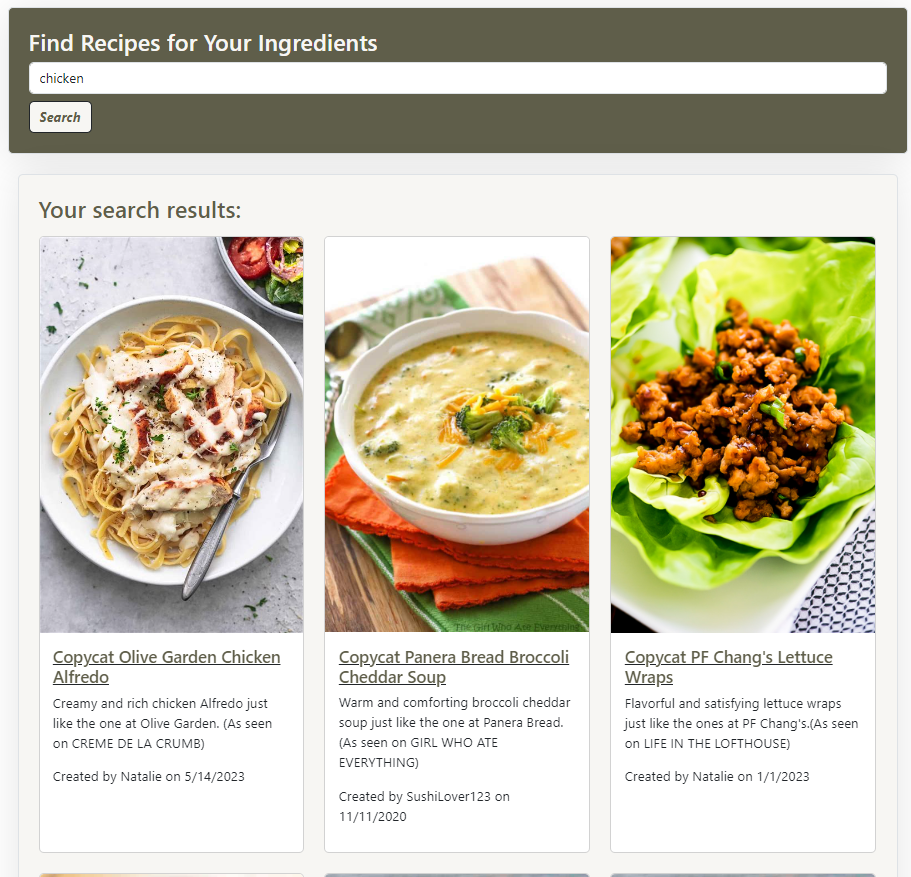 Find Recipes for Your Ingredients
chicken
Search
Your search results:
Copycat Olive Garden Chicken
Alfredo
Creamy and rich chicken Alfredo just
like the one at Olive Garden. (As seen
on CREME DE LA CRUMB)
Created by Natalie on 5/14/2023
The Girl Who Ate Everything
Copycat Panera Bread Broccoli
Cheddar Soup
Warm and comforting broccoli cheddar
soup just like the one at Panera Bread.
(As seen on GIRL WHO ATE
EVERYTHING)
Created by SushiLover123 on
11/11/2020
Copycat PF Chang's Lettuce
Wraps
Flavorful and satisfying lettuce wraps
just like the ones at PF Chang's.(As seen
on LIFE IN THE LOFTHOUSE)
Created by Natalie on 1/1/2023